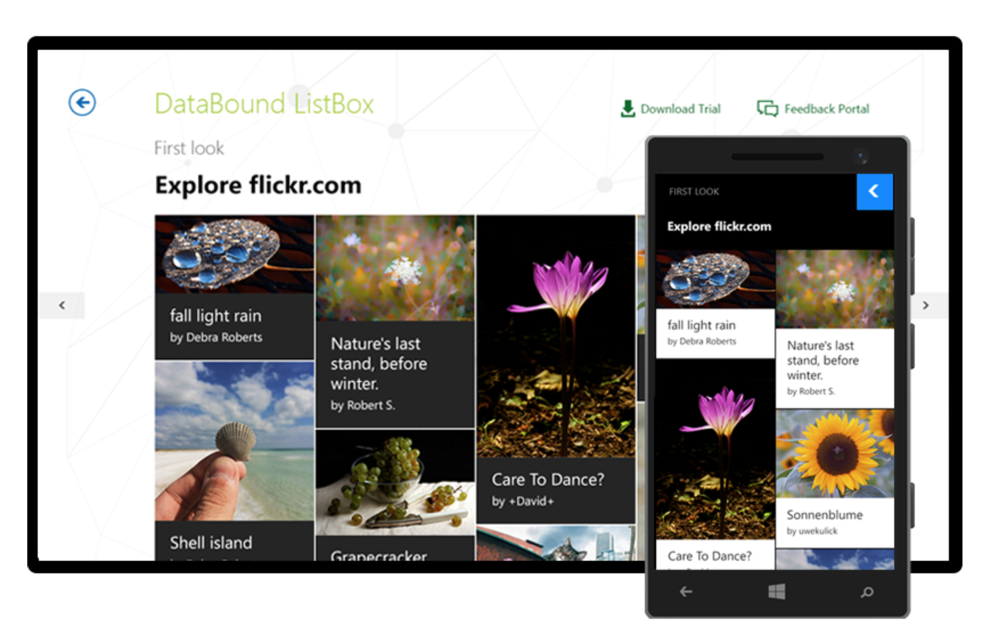 DataBound ListBox
Download Trial
Feedback Portal
First look
Explore flickr.com
fall light rain
by Debra Roberts
Shell island
Nature's last
stand, before
winter.
by Robert S.
Grapecracker
Care To Dance?
by +David+
FIRST LOOK
Explore flickr.com
fall light rain
by Debra Roberts
Care To Dance?
Nature's last
stand, before
winter.
by Robert S.
Sonnenblume
by uwekulick